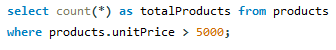 select count(*) as totalProducts from products
where products.unitPrice > 5000;